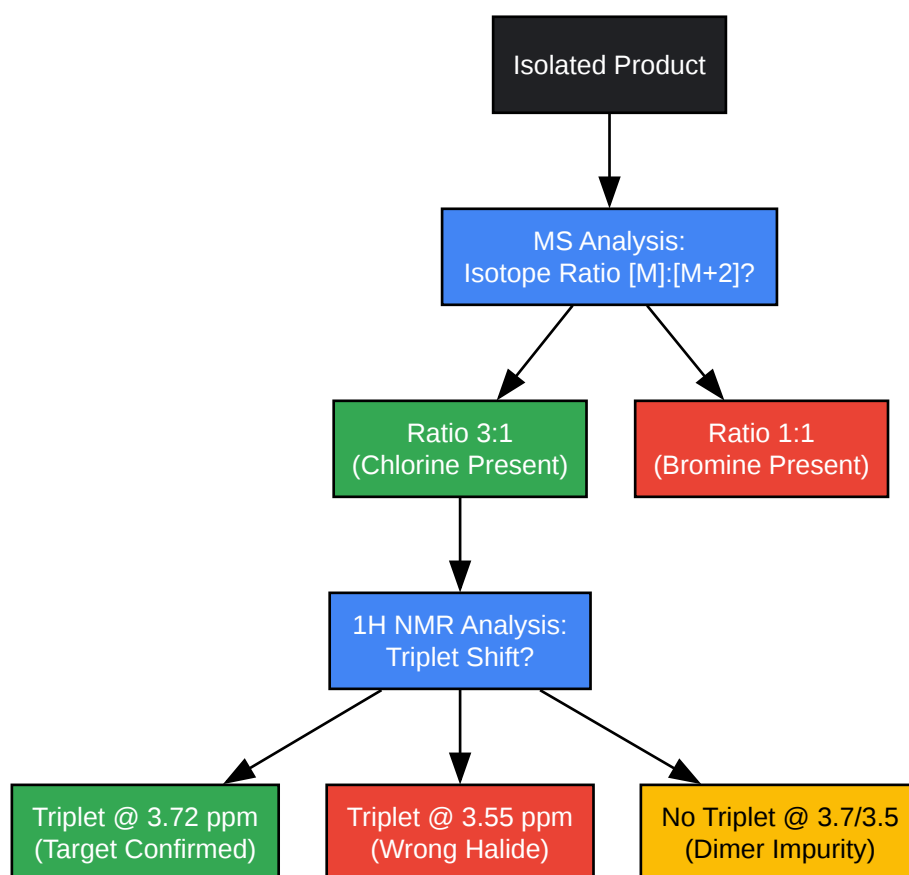 Isolated Product
MS Analysis:
Isotope Ratio [M]:[M+2]?
Ratio 3:1
(Chlorine Present)
Ratio 1:1
(Bromine Present)
1H NMR Analysis:
Triplet Shift?
Triplet @ 3.72 ppm
(Target Confirmed)
Triplet @ 3.55 ppm
(Wrong Halide)
No Triplet @ 3.7/3.5
(Dimer Impurity)